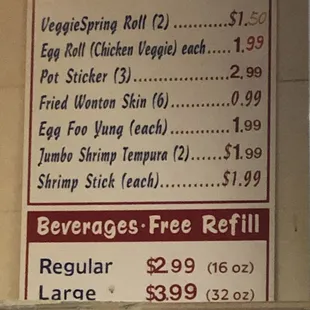 VeggieSpring Roll (2) ..........$1.50
Egg Roll (Chicken Veggie) each.....1.99
Pot Sticker (3)..................2.99
Fried Wonton Skin (6)...........0.99
Egg Foo Yung (each)............1.99
Jumbo Shrimp Tempura (2).....$1.99
Shrimp Stick (each)...........$1.99
Beverages·Free Refill
Regular $2.99 (16 oz)
Large $3.99 (32 oz)